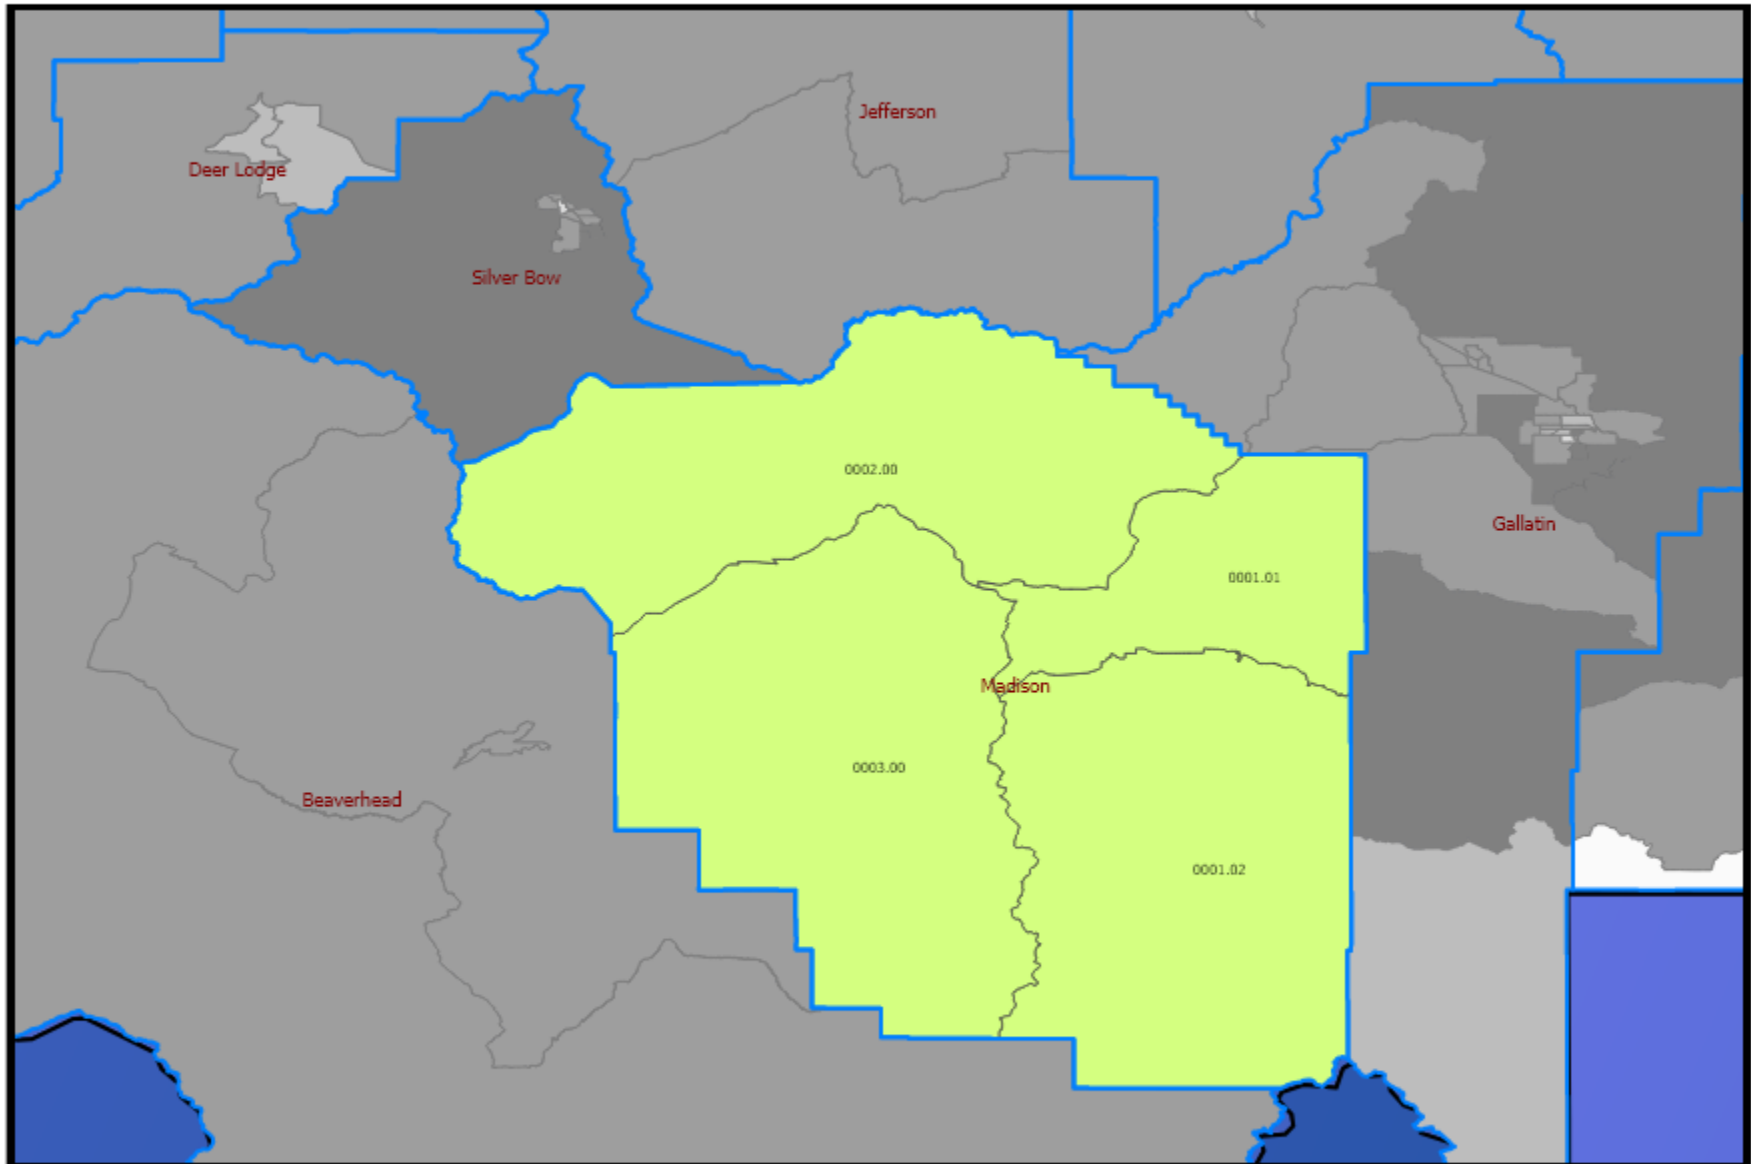 Jefferson
Deer Lodge
Silver Bow
0002.00
Gallatin
0001.01
Madison
0003.00
Beaverhead
0001.02